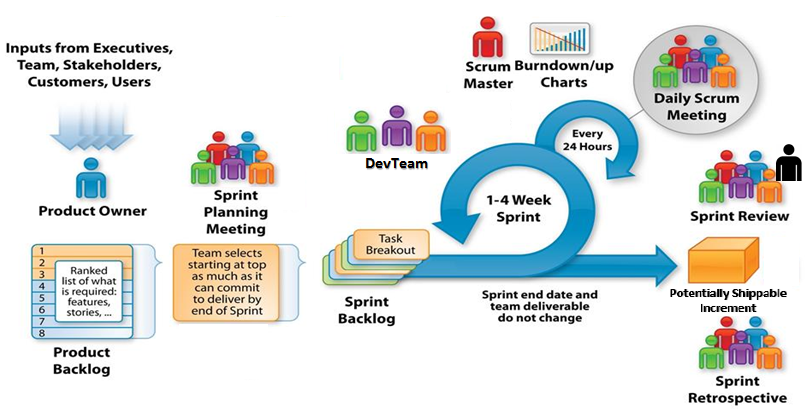 Inputs from Executives,
Team, Stakeholders,
Customers, Users
Product Owner
1
2
3
4
5
6
7
8
Ranked
list of what
is required:
features,
stories, ...
Product
Backlog
Sprint
Planning
Meeting
Team selects
starting at top
as much as it
can commit
to deliver by
end of Sprint
DevTeam
Task
Breakout
Sprint
Backlog
Scrum
Master
Burndown/up
Charts
Daily Scrum
Meeting
Every
24 Hours
1-4 Week
Sprint
Sprint end date and
team deliverable
do not change
Sprint Review
Potentially Shippable
Increment
Sprint
Retrospective